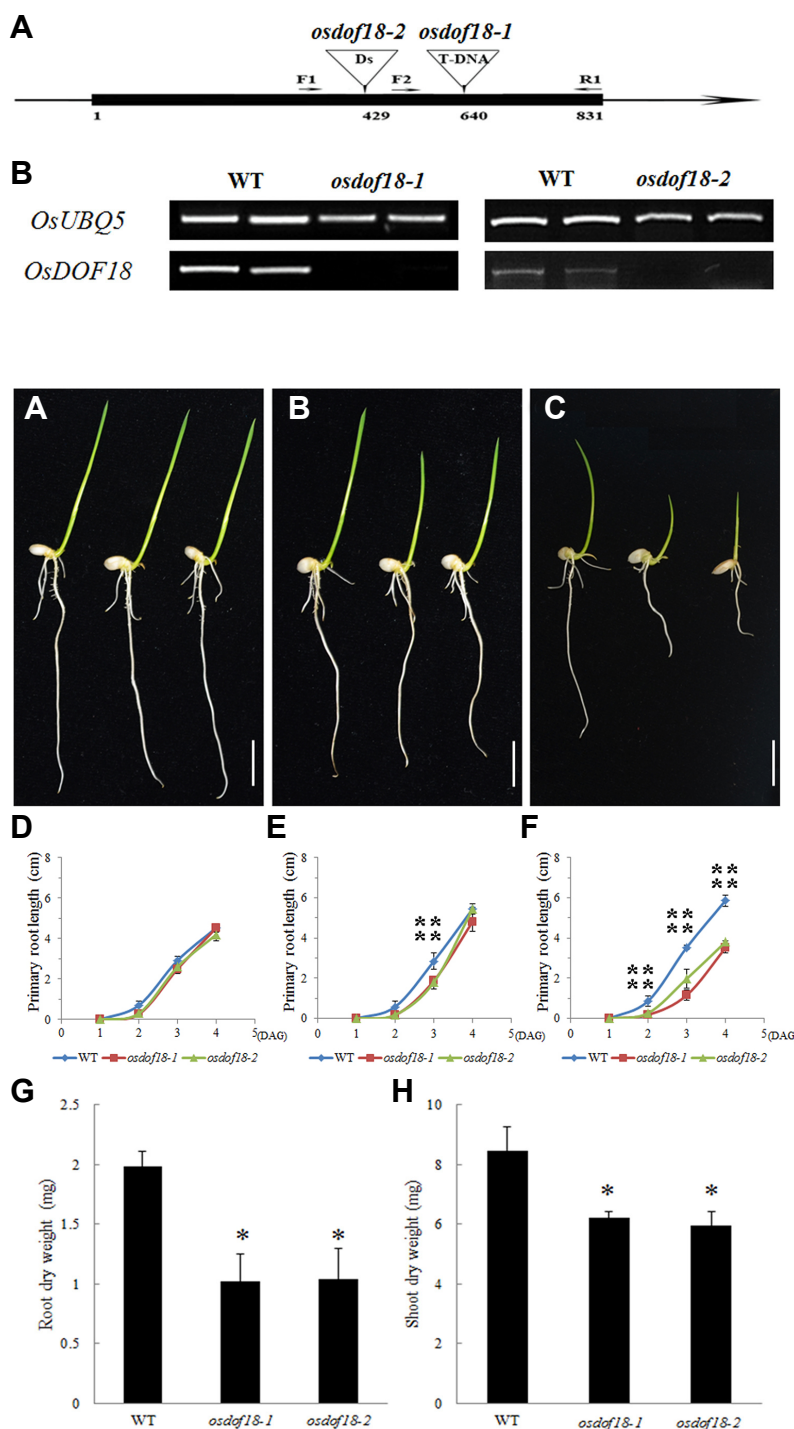 A
osdof18-2 osdof18-1
Ds T-DNA
F1 F2 R1
1 429 640 831
B
WT osdof18-1 WT osdof18-2
OsUBQ5
OsDOF18
A B C
D E F
Primary root length (cm)
8
6
4
2
0
0 1 2 3 4 5 (DAG)
WT osdof18-1 osdof18-2
Primary root length (cm)
8
6
4
2
0
** **
0 1 2 3 4 5 (DAG)
WT osdof18-1 osdof18-2
Primary root length (cm)
8
6
4
2
0
** **
** **
** **
0 1 2 3 4 5 (DAG)
WT osdof18-1 osdof18-2
G
Root dry weight (mg)
2.5
2
1.5
1
0.5
0
* *
WT osdof18-1 osdof18-2
H
Shoot dry weight (mg)
10
8
6
4
2
0
* *
WT osdof18-1 osdof18-2